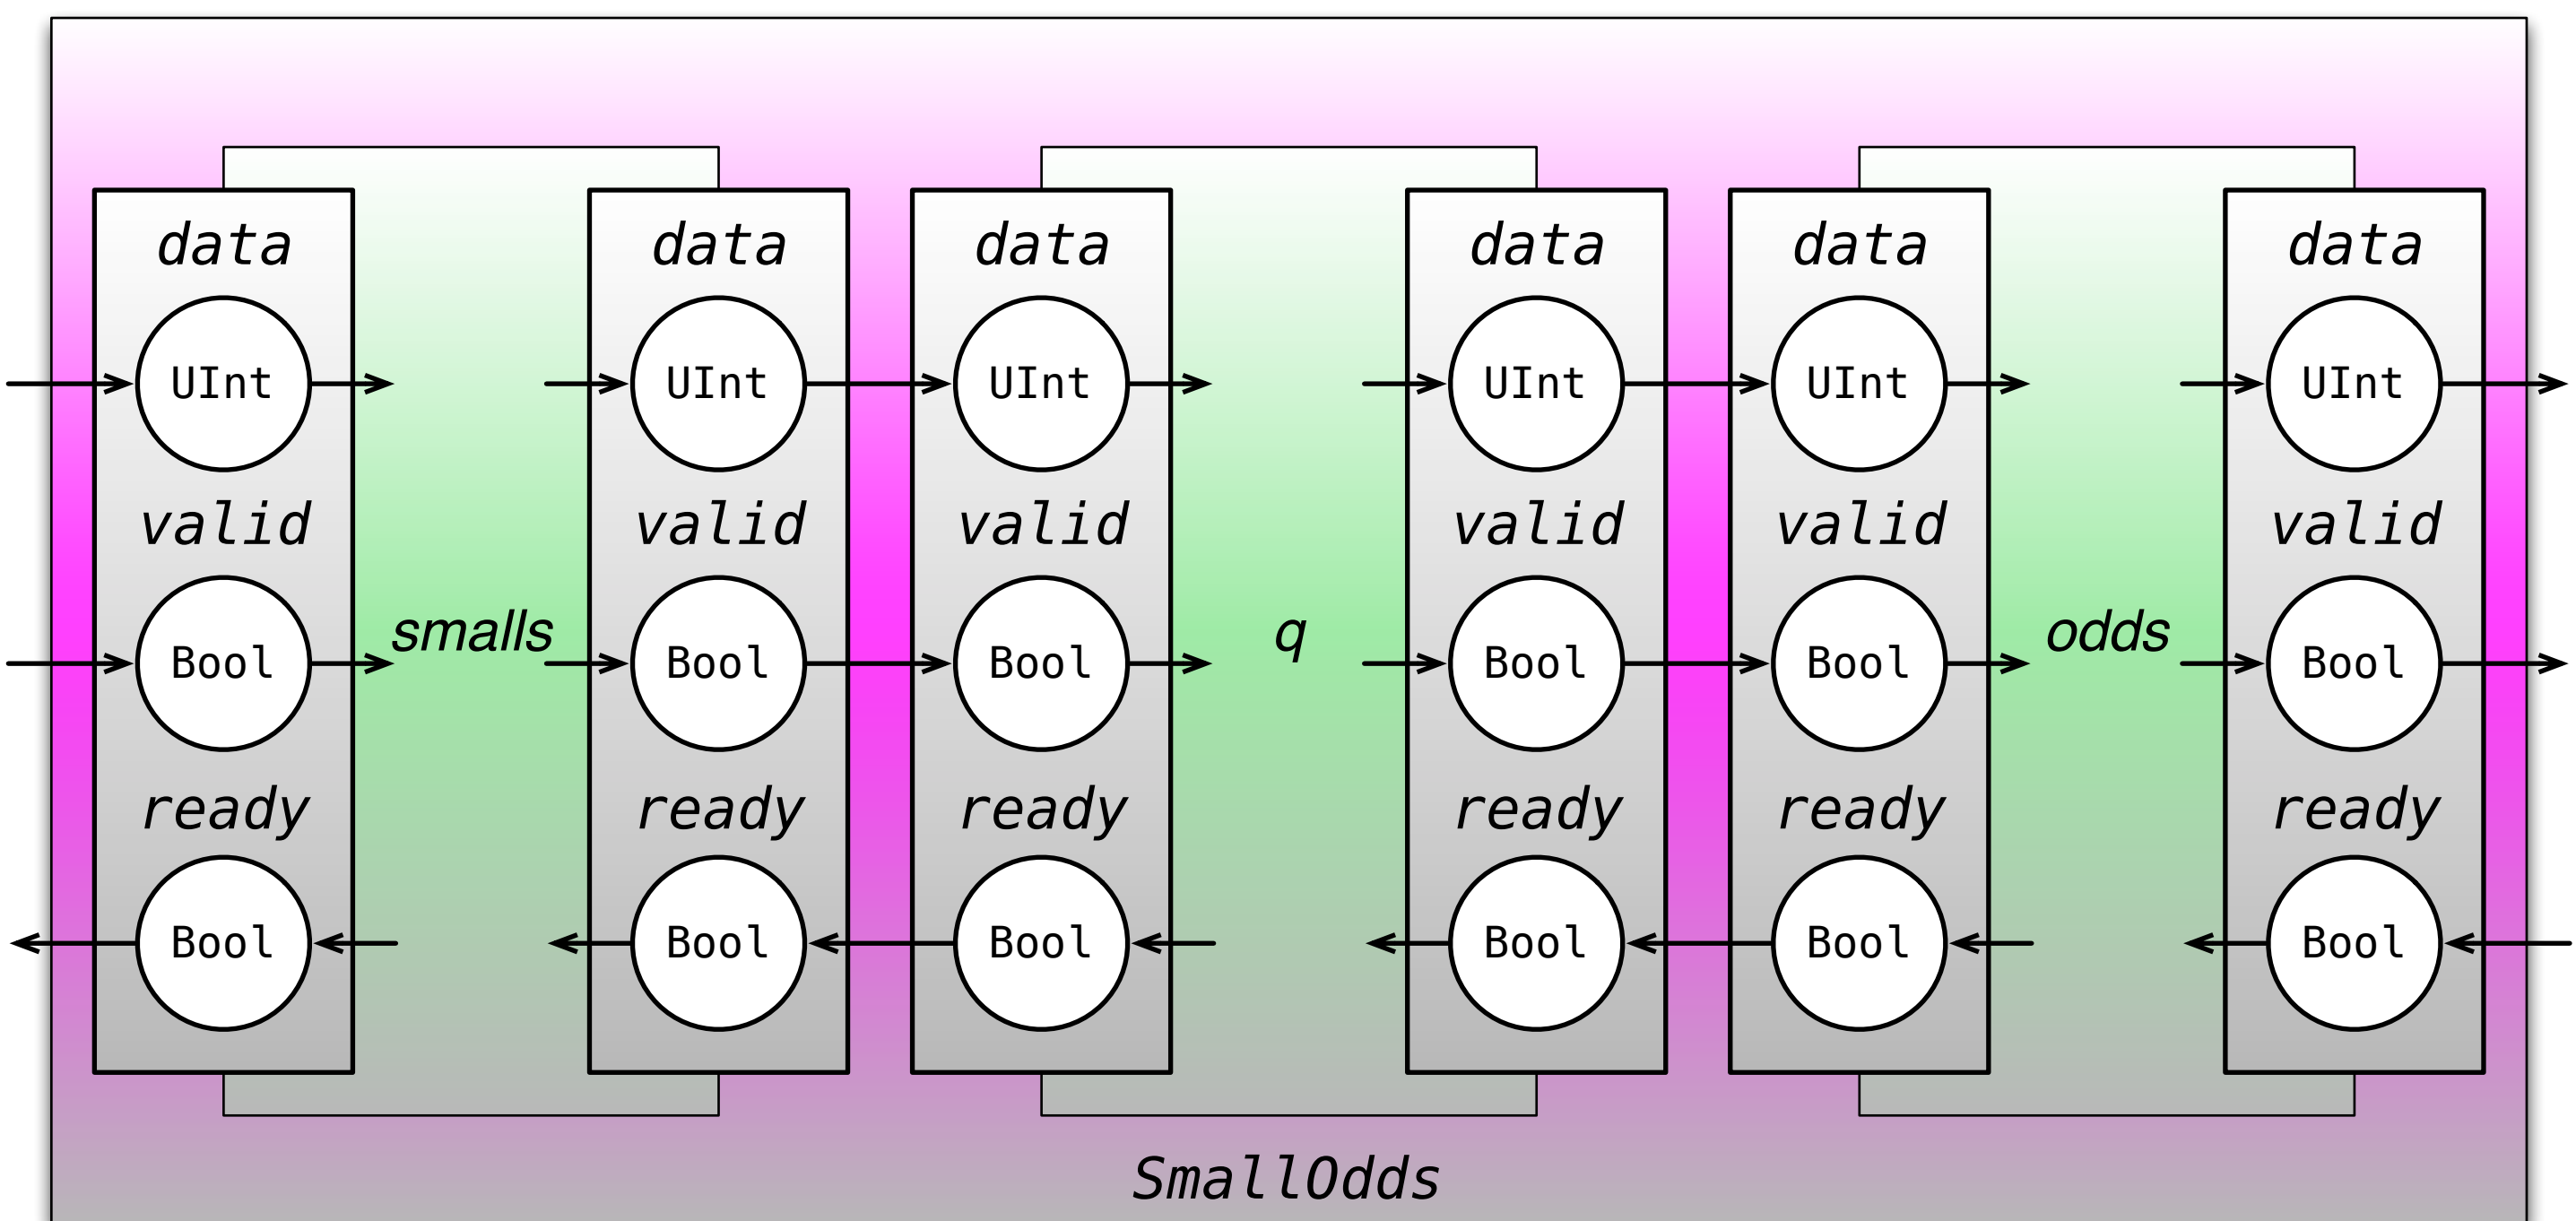 data data data data data data
UInt UInt UInt UInt UInt UInt
valid valid valid valid valid valid
smalls q odds
Bool Bool Bool Bool Bool Bool
ready ready ready ready ready ready
Bool Bool Bool Bool Bool Bool
SmallOdds